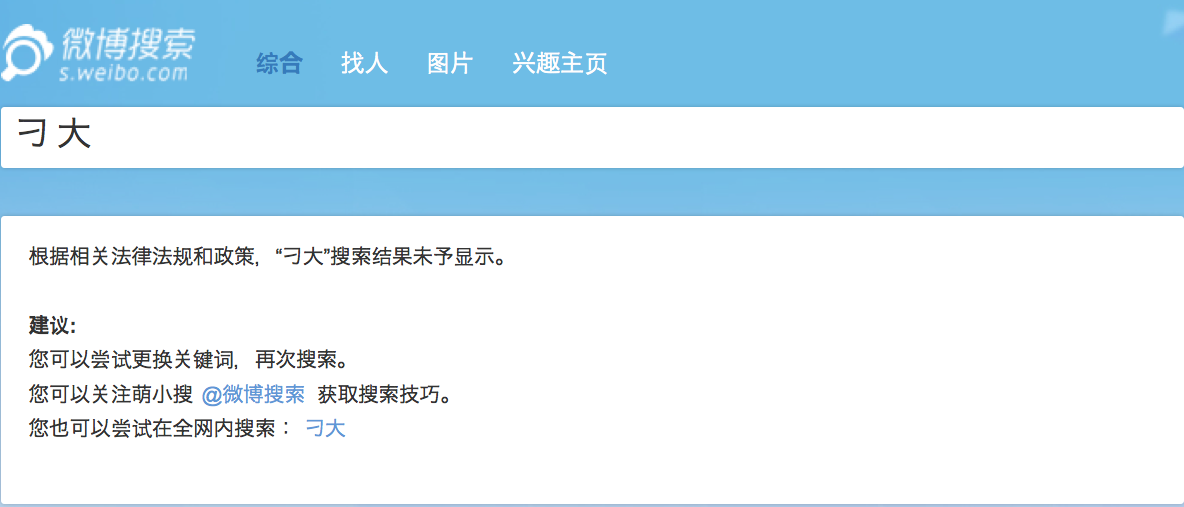 微博搜索
s.weibo.com
综合 找人 图片 兴趣主页
刁大
根据相关法律法规和政策，“刁大”搜索结果未予显示。
建议:
您可以尝试更换关键词，再次搜索。
您可以关注萌小搜 @微博搜索 获取搜索技巧。
您也可以尝试在全网内搜索： 刁大